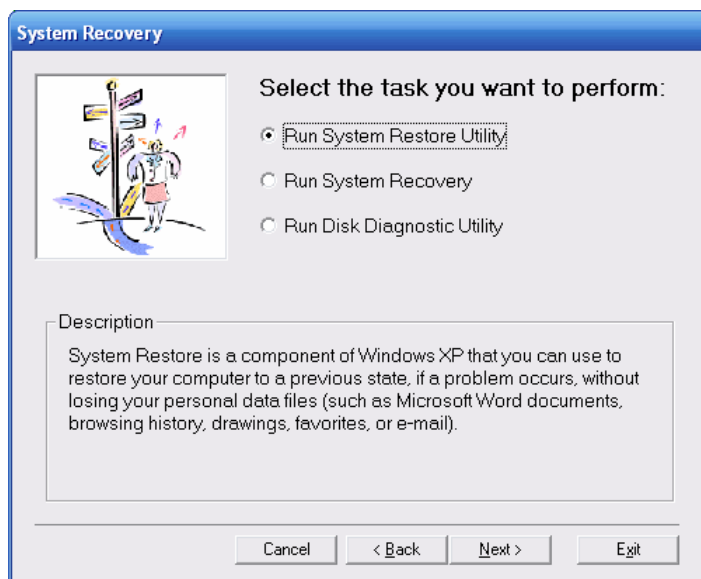 System Recovery
Select the task you want to perform:
Run System Restore Utility
Run System Recovery
Run Disk Diagnostic Utility
Description
System Restore is a component of Windows XP that you can use to
restore your computer to a previous state, if a problem occurs, without
losing your personal data files (such as Microsoft Word documents,
browsing history, drawings, favorites, or e-mail).
Cancel
< Back
Next >
Exit